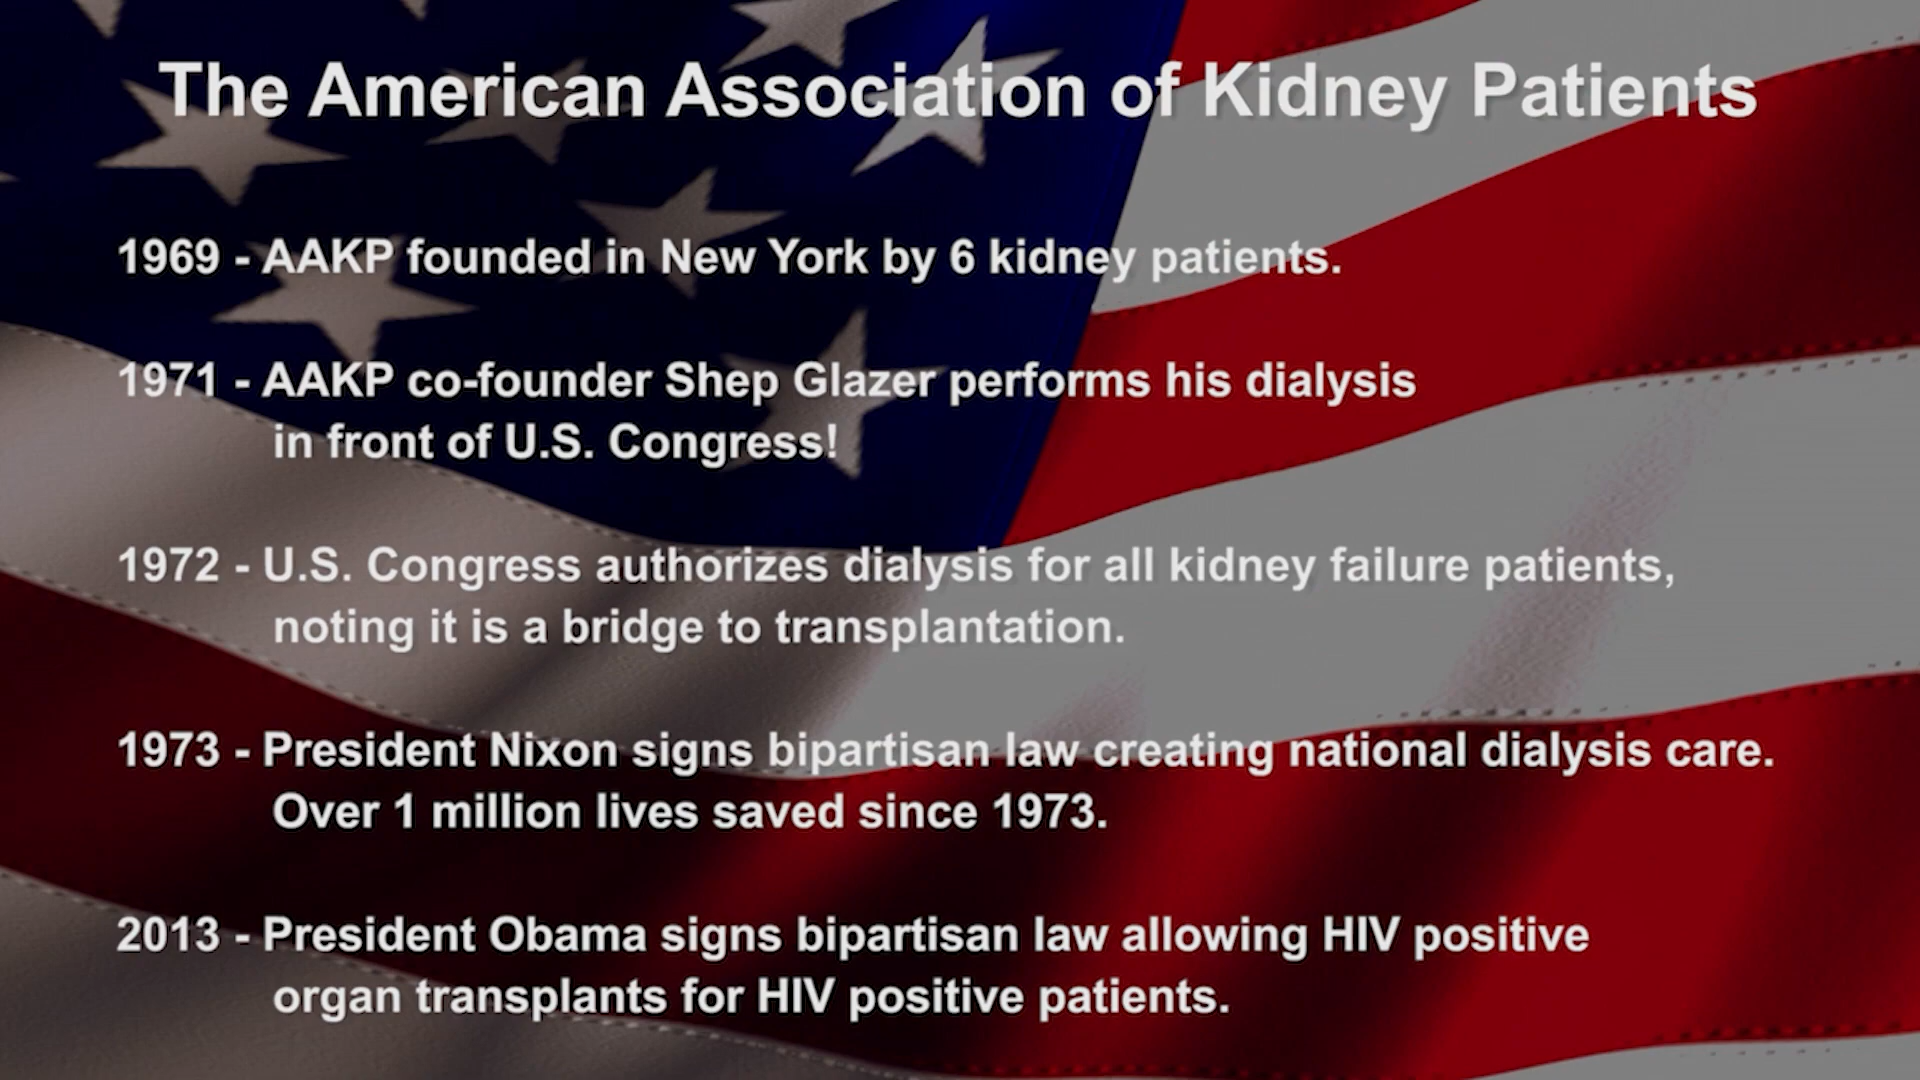 The American Association of Kidney Patients
1969 - AAKP founded in New York by 6 kidney patients.
1971 - AAKP co-founder Shep Glazer performs his dialysis
in front of U.S. Congress!
1972 - U.S. Congress authorizes dialysis for all kidney failure patients,
noting it is a bridge to transplantation.
1973 - President Nixon signs bipartisan law creating national dialysis care.
Over 1 million lives saved since 1973.
2013 - President Obama signs bipartisan law allowing HIV positive
organ transplants for HIV positive patients.